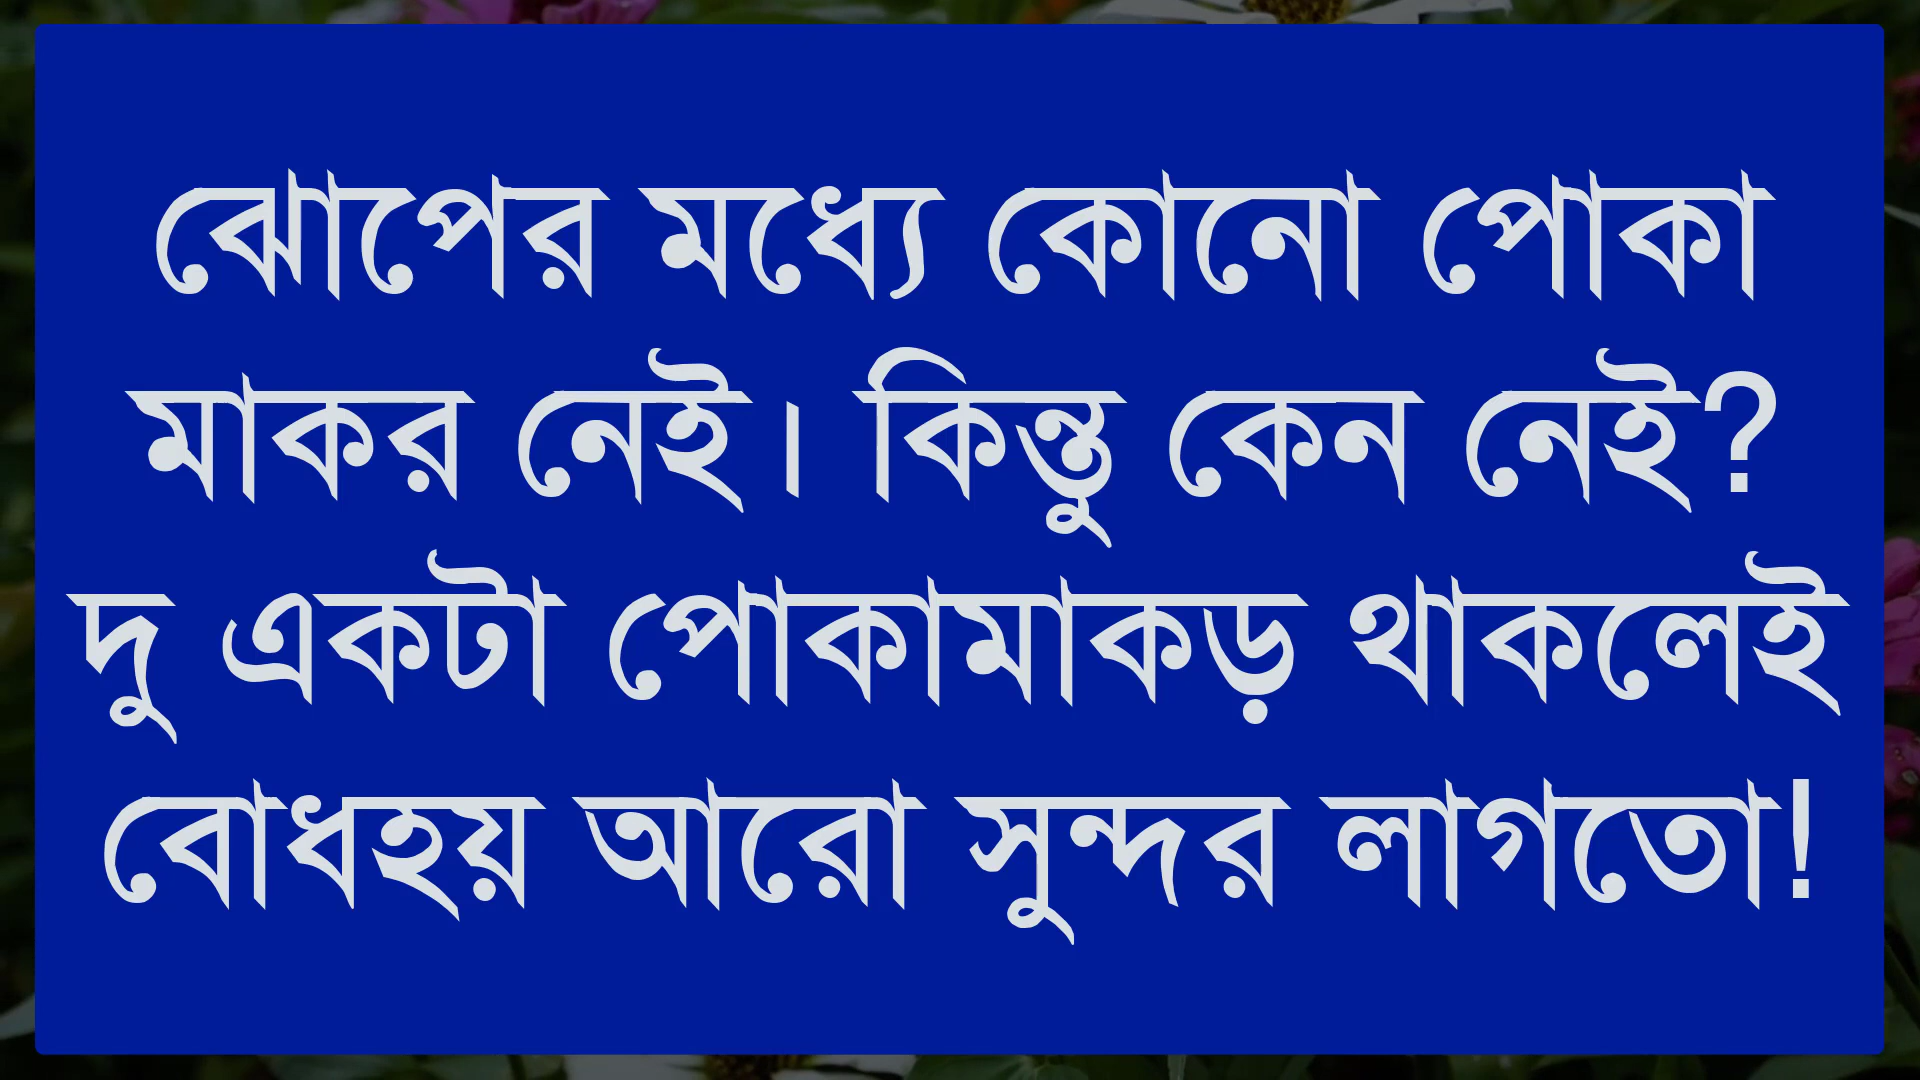 ঝোপের মধ্যে কোনো পোকা
মাকর নেই। কিন্তু কেন নেই?
দু একটা পোকামাকড় থাকলেই
বোধহয় আরো সুন্দর লাগতো!